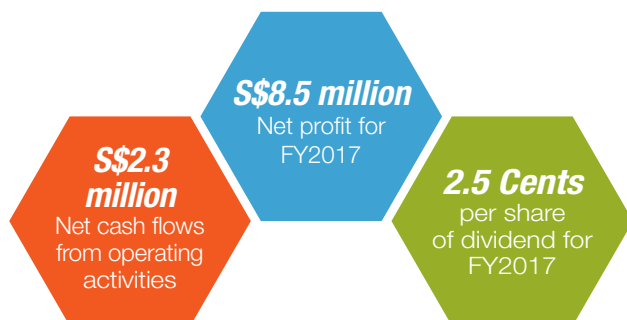 S$2.3
million
Net cash flows
from operating
activities
S$8.5 million
Net profit for
FY2017
2.5 Cents
per share
of dividend for
FY2017